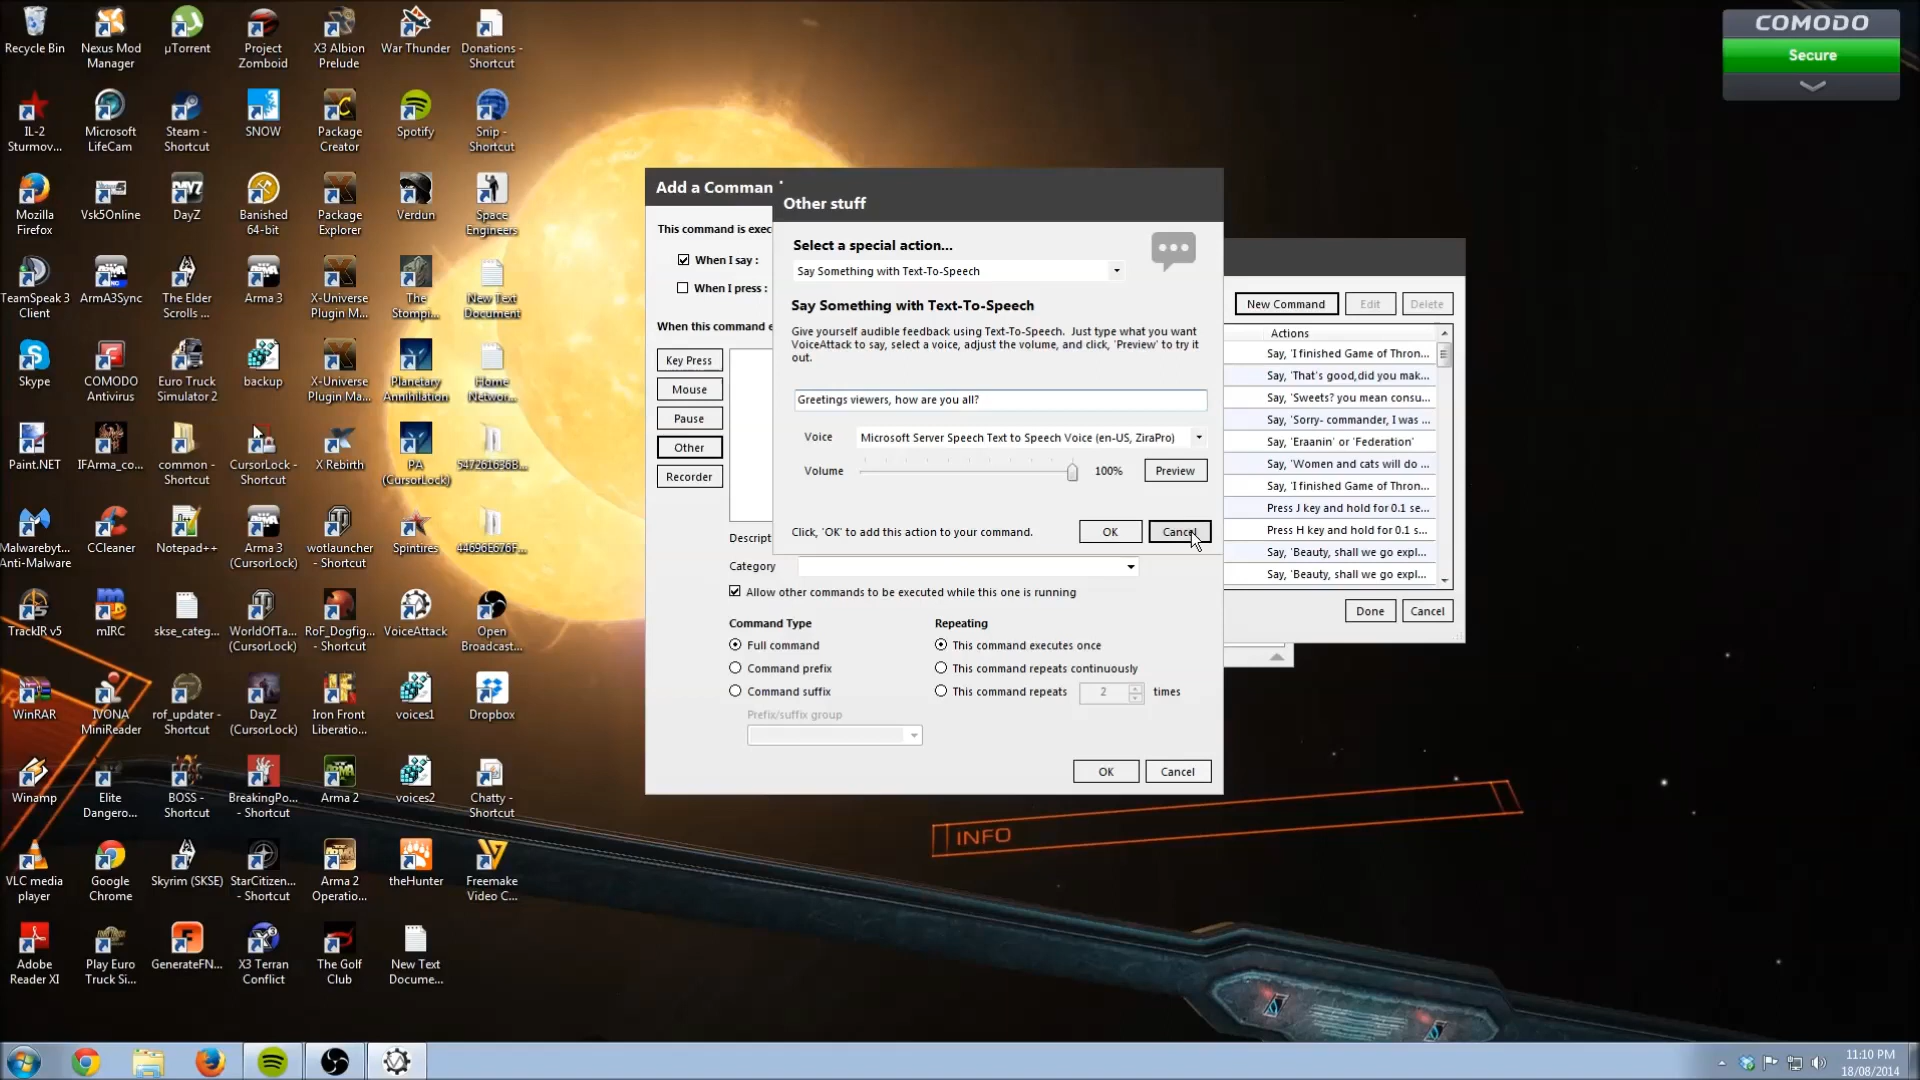 Recycle Bin
Nexus Mod
Manager
µTorrent
Project
Zomboid
X3 Albion
Prelude
War Thunder
Donations -
Shortcut
IL-2
Sturmov...
Microsoft
LifeCam
Steam -
Shortcut
SNOW
Package
Creator
Spotify
Snip -
Shortcut
Mozilla
Firefox
Vsk5Online
DayZ
Banished
64-bit
Package
Explorer
Verdun
Space
Engineers
TeamSpeak 3
Client
ArmA3Sync
The Elder
Scrolls ...
Arma 3
X-Universe
Plugin M...
The
Stompi...
New Text
Document
Skype
COMODO
Antivirus
Euro Truck
Simulator 2
backup
X-Universe
Plugin Ma...
Planetary
Annihilation
Home
Networ...
Paint.NET
IFArma_co...
common -
Shortcut
CursorLock -
Shortcut
X Rebirth
PA
(CursorLock)
Malwarebyt...
Anti-Malware
CCleaner
Notepad++
Arma 3
(CursorLock)
wotlauncher
- Shortcut
Spintires
44696E676F...
TrackIR v5
mIRC
skse_categ...
WorldOfTa...
(CursorLock)
RoF_Dogfig...
- Shortcut
VoiceAttack
Open
Broadcast...
WinRAR
IVONA
MiniReader
rof_updater -
Shortcut
DayZ
(CursorLock)
Iron Front
Liberatio...
voices1
Dropbox
Winamp
Elite
Dangero...
BOSS -
Shortcut
BreakingPo...
- Shortcut
Arma 2
voices2
Chatty -
Shortcut
VLC media
player
Google
Chrome
Skyrim (SKSE)
StarCitizen...
- Shortcut
Arma 2
Operatio...
theHunter
Freemake
Video C...
Adobe
Reader XI
Play Euro
Truck Si...
GenerateFN...
X3 Terran
Conflict
The Golf
Club
New Text
Docume...
COMODO
Secure
Add a Comman
This command is exec
When I say :
When I press :
When this command e
Key Press
Mouse
Pause
Other
Recorder
Descript
Category
Allow other commands to be executed while this one is running
Command Type
Full command
Command prefix
Command suffix
Prefix/suffix group
Repeating
This command executes once
This command repeats continuously
This command repeats 2 times
OK
Cancel
Other stuff
Select a special action...
Say Something with Text-To-Speech
Say Something with Text-To-Speech
Give yourself audible feedback using Text-To-Speech. Just type what you want
VoiceAttack to say, select a voice, adjust the volume, and click, 'Preview' to try it
out.
Greetings viewers, how are you all?
Voice Microsoft Server Speech Text to Speech Voice (en-US, ZiraPro)
Volume 100% Preview
Click, 'OK' to add this action to your command.
OK
Cancel
New Command
Edit
Delete
Actions
Say, 'I finished Game of Thron...
Say, 'That's good,did you mak...
Say, 'Sweets? you mean consu...
Say, 'Sorry- commander, I was ...
Say, 'Eraanin' or 'Federation'
Say, 'Women and cats will do ...
Say, 'I finished Game of Thron...
Press J key and hold for 0.1 se...
Press H key and hold for 0.1 s...
Say, 'Beauty, shall we go expl...
Say, 'Beauty, shall we go expl...
Done
Cancel
INFO
11:10 PM
18/08/2014